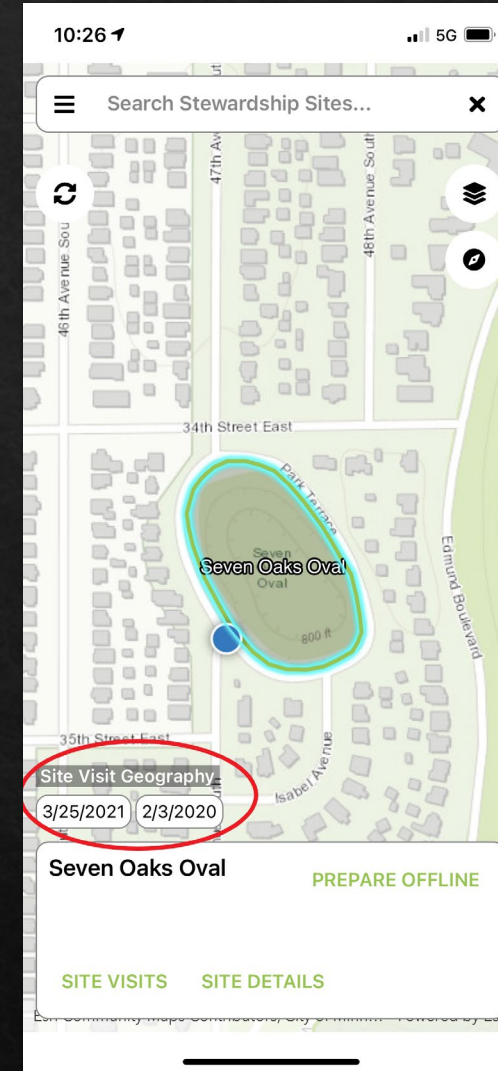 10:26
5G
Search Stewardship Sites...
47th Av
48th Avenue South
46th Avenue Sou
34th Street East
Park Terrace
Seven Oaks Oval
Seven
Oval
800 ft
Edmund Boulevard
35th Street East
Isabel Avenue
Site Visit Geography
3/25/2021 2/3/2020
Seven Oaks Oval
PREPARE OFFLINE
SITE VISITS SITE DETAILS